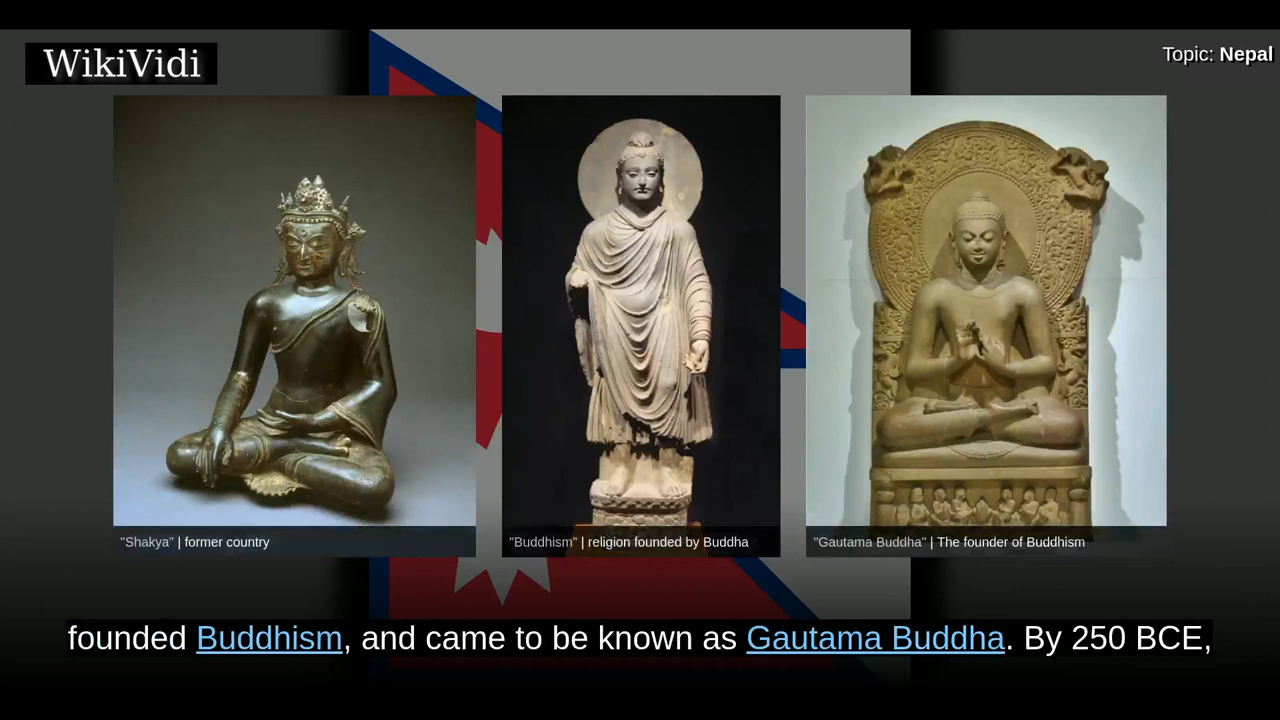 WikiVidi
Topic: Nepal
"Shakya" | former country
"Buddhism" | religion founded by Buddha
"Gautama Buddha" | The founder of Buddhism
founded Buddhism, and came to be known as Gautama Buddha. By 250 BCE,